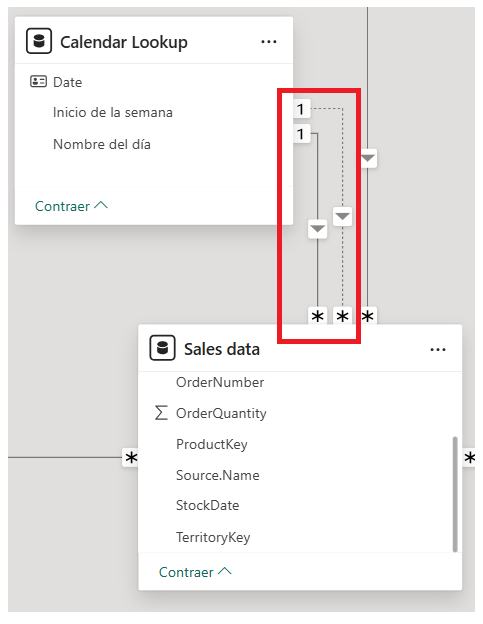 Calendar Lookup ...
Date
Inicio de la semana
1
Nombre del día
1
Contraer
* * *
Sales data ...
OrderNumber
OrderQuantity
ProductKey
* Source.Name *
StockDate
TerritoryKey
Contraer